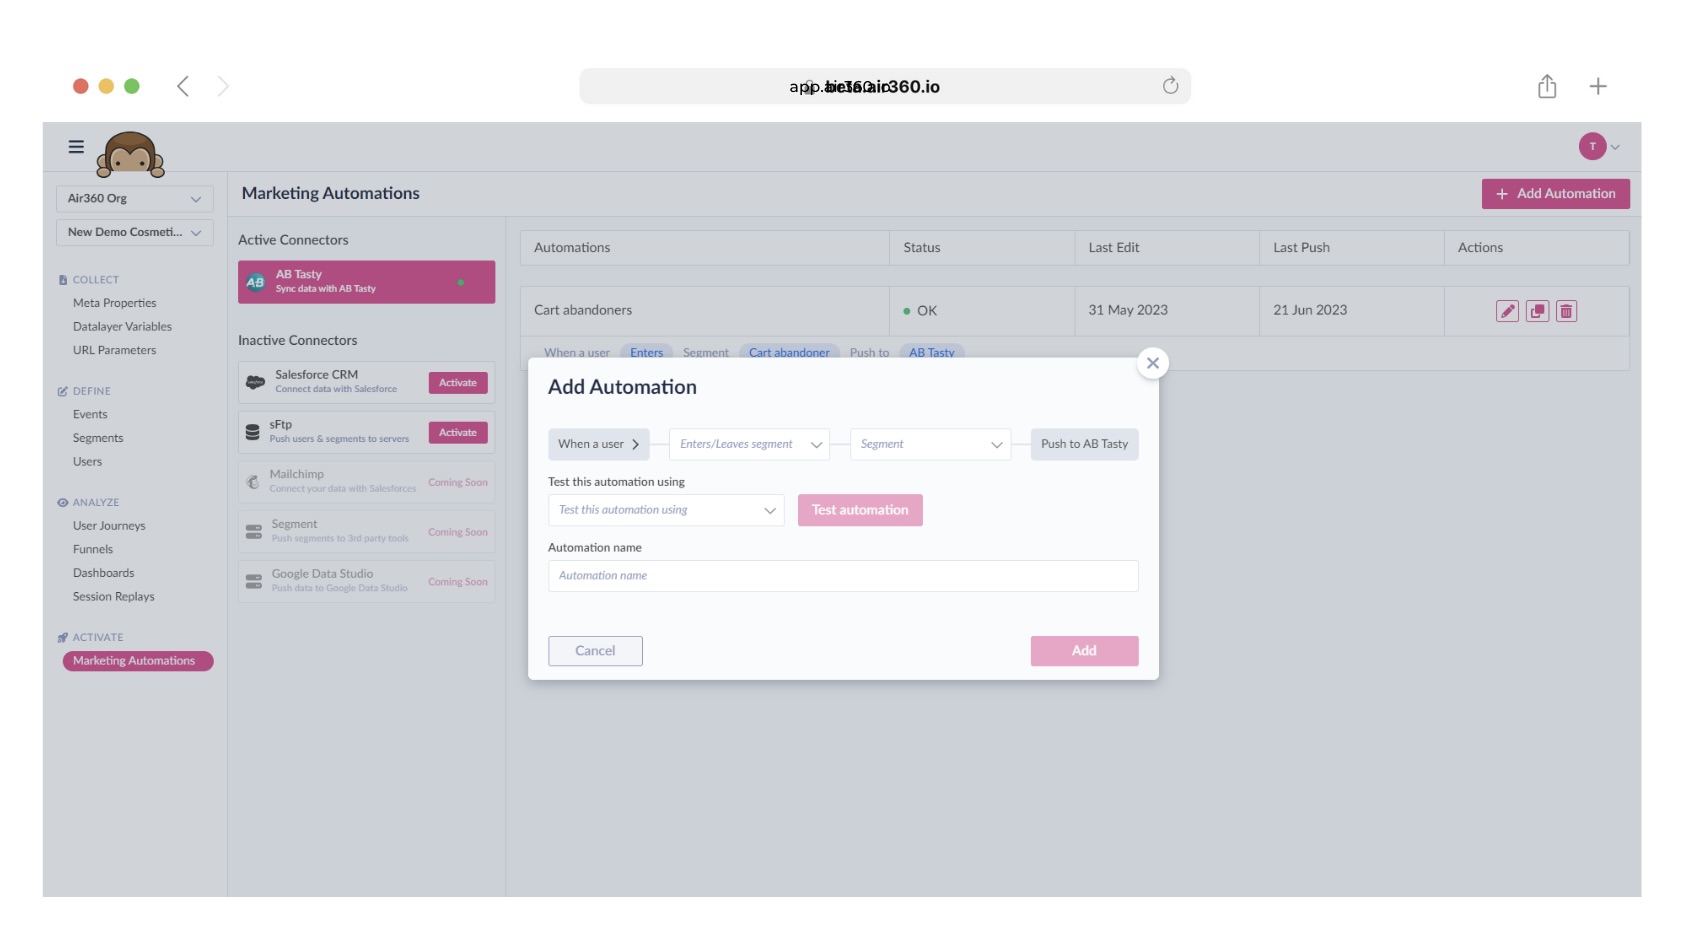 app.air360.io
beta.air360.io
T
Air360 Org
New Demo Cosmeti...
COLLECT
Meta Properties
Datalayer Variables
URL Parameters
DEFINE
Events
Segments
Users
ANALYZE
User Journeys
Funnels
Dashboards
Session Replays
ACTIVATE
Marketing Automations
Marketing Automations
+ Add Automation
Active Connectors
AB
AB Tasty
Sync data with AB Tasty
Inactive Connectors
Salesforce CRM
Connect data with Salesforce
Activate
sFtp
Push users & segments to servers
Activate
Mailchimp
Connect your data with Salesforces
Coming Soon
Segment
Push segments to 3rd party tools
Coming Soon
Google Data Studio
Push data to Google Data Studio
Coming Soon
Automations Status Last Edit Last Push Actions
Cart abandoners OK 31 May 2023 21 Jun 2023
When a user Enters Segment Cart abandoner Push to AB Tasty
Add Automation
When a user Enters/Leaves segment Segment Push to AB Tasty
Test this automation using
Test this automation using Test automation
Automation name
Automation name
Cancel Add